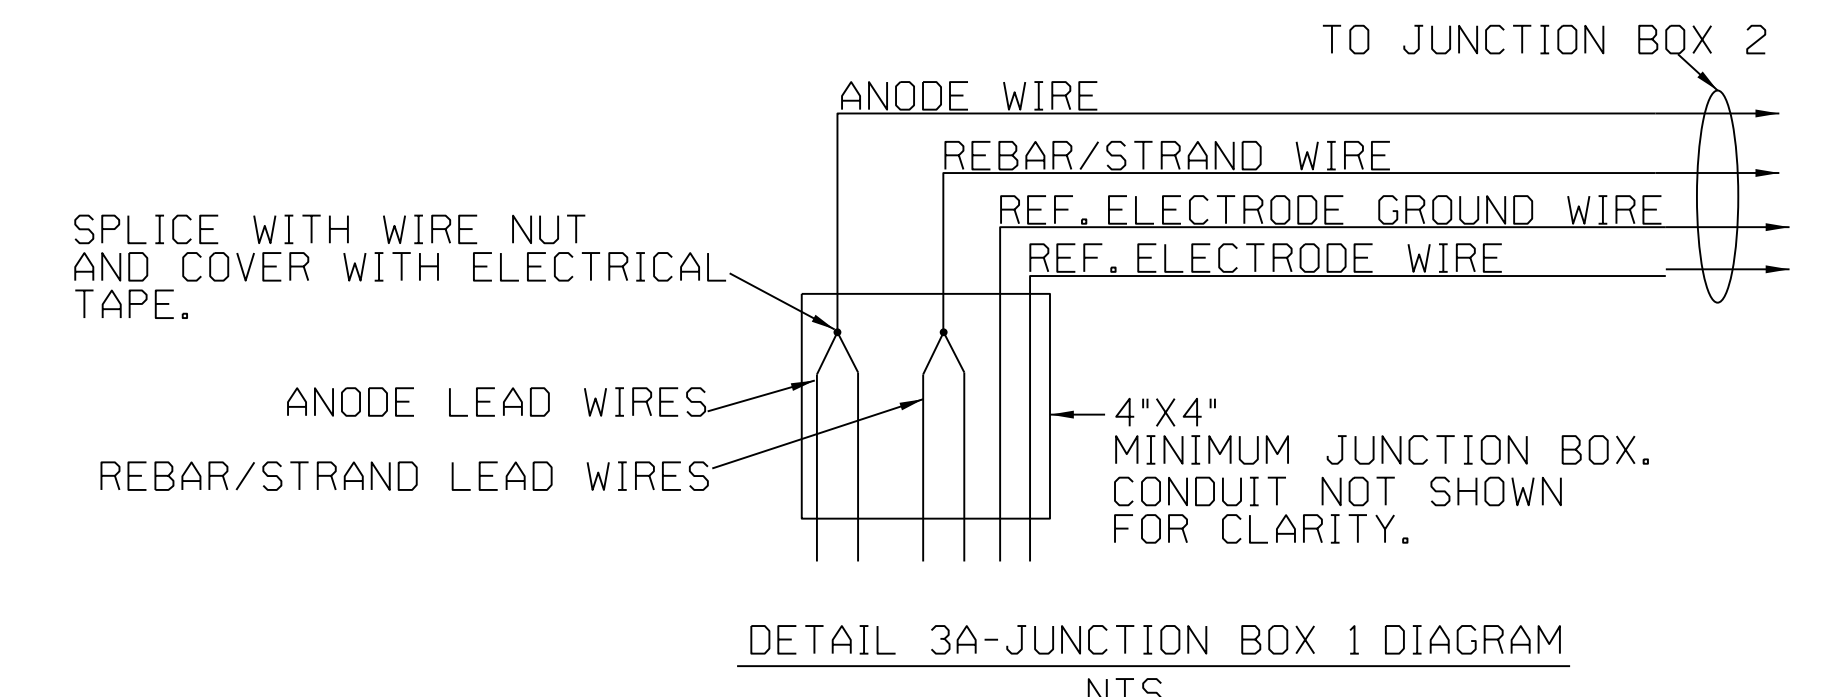 TO JUNCTION BOX 2
ANODE WIRE
REBAR/STRAND WIRE
REF. ELECTRODE GROUND WIRE
REF. ELECTRODE WIRE
SPLICE WITH WIRE NUT
AND COVER WITH ELECTRICAL
TAPE.
ANODE LEAD WIRES
REBAR/STRAND LEAD WIRES
4"X4"
MINIMUM JUNCTION BOX.
CONDUIT NOT SHOWN
FOR CLARITY.
DETAIL 3A-JUNCTION BOX 1 DIAGRAM
NTS